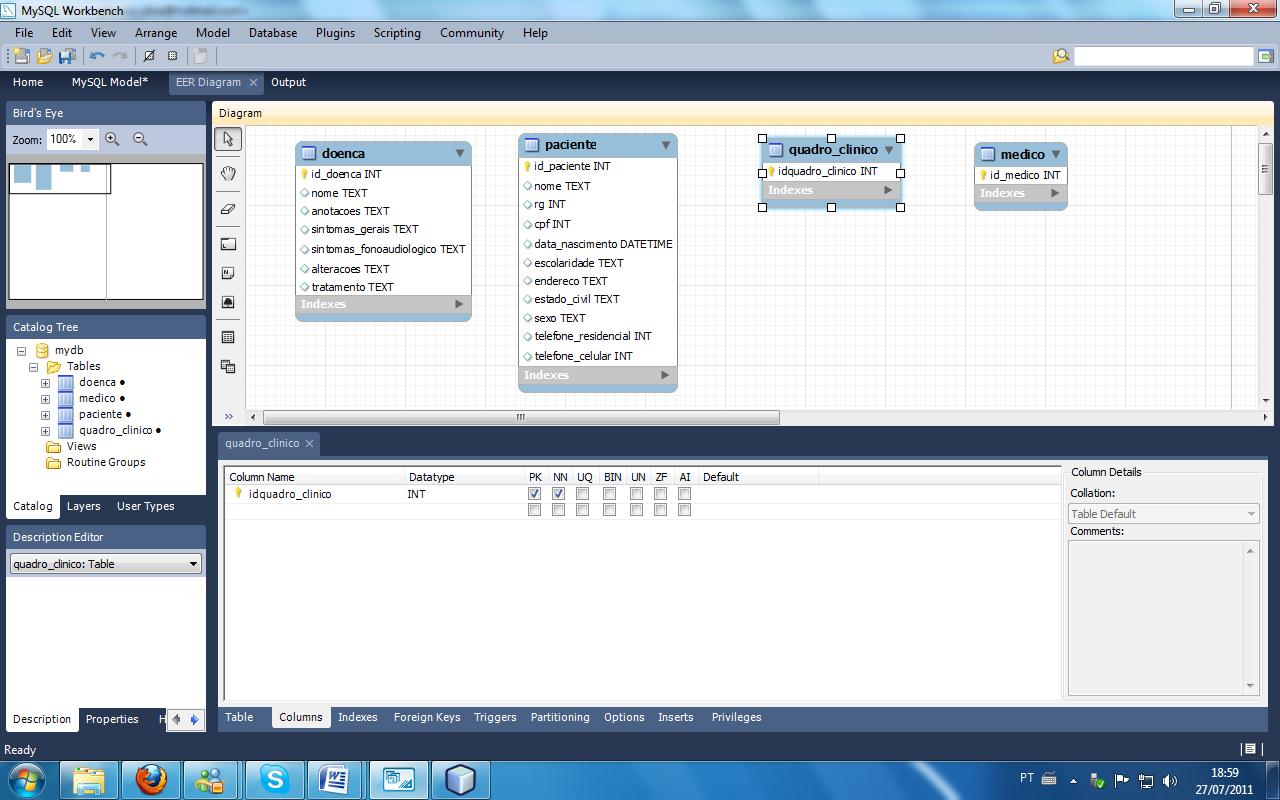 MySQL Workbench
File Edit View Arrange Model Database Plugins Scripting Community Help
Home MySQL Model* EER Diagram Output
Bird's Eye
Zoom: 100%
Catalog Tree
mydb
Tables
doenca
medico
paciente
quadro_clinico
Views
Routine Groups
Catalog Layers User Types
Description Editor
quadro_clinico: Table
Description Properties H
Diagram
doenca
id_doenca INT
nome TEXT
anotacoes TEXT
sintomas_gerais TEXT
sintomas_fonoaudiologico TEXT
alteracoes TEXT
tratamento TEXT
Indexes
paciente
id_paciente INT
nome TEXT
rg INT
cpf INT
data_nascimento DATETIME
escolaridade TEXT
endereco TEXT
estado_civil TEXT
sexo TEXT
telefone_residencial INT
telefone_celular INT
Indexes
quadro_clinico
idquadro_clinico INT
Indexes
medico
id_medico INT
Indexes
quadro_clinico
Column Name Datatype PK NN UQ BIN UN ZF AI Default
idquadro_clinico INT
Column Details
Collation:
Table Default
Comments:
Table Columns Indexes Foreign Keys Triggers Partitioning Options Inserts Privileges
Ready
PT
18:59
27/07/2011